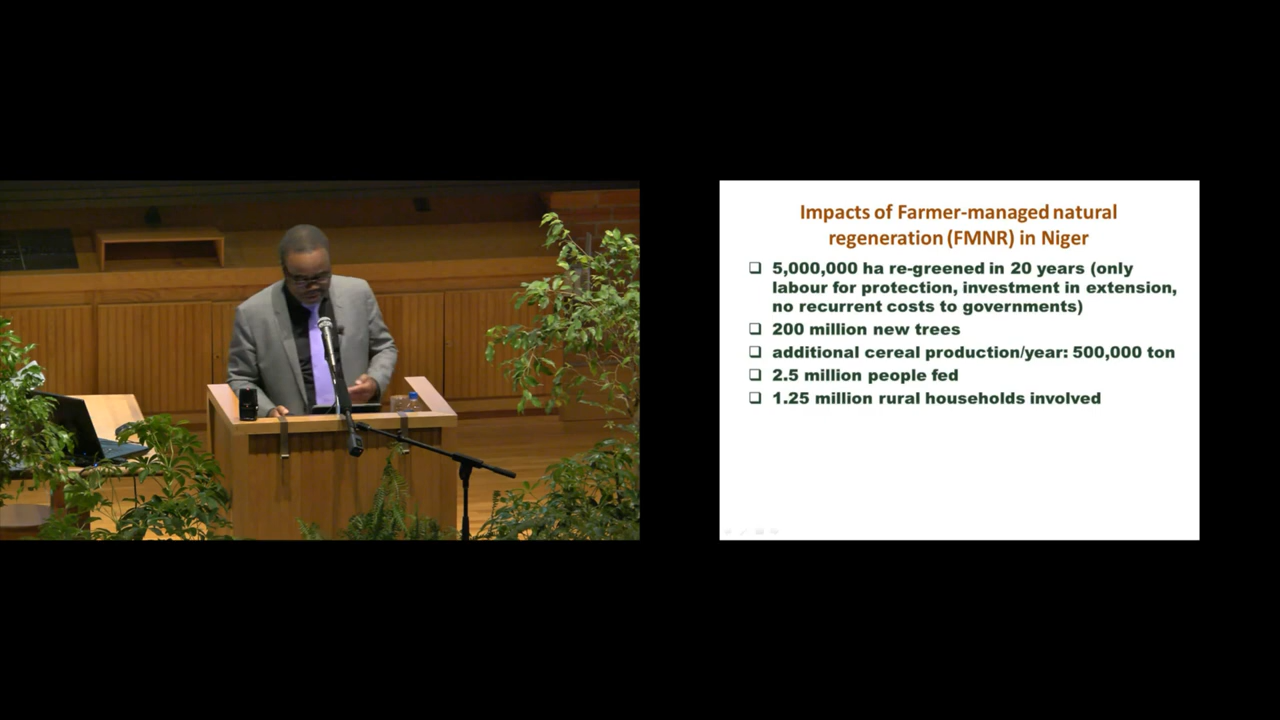 Impacts of Farmer-managed natural
regeneration (FMNR) in Niger
❑ 5,000,000 ha re-greened in 20 years (only
labour for protection, investment in extension,
no recurrent costs to governments)
❑ 200 million new trees
❑ additional cereal production/year: 500,000 ton
❑ 2.5 million people fed
❑ 1.25 million rural households involved